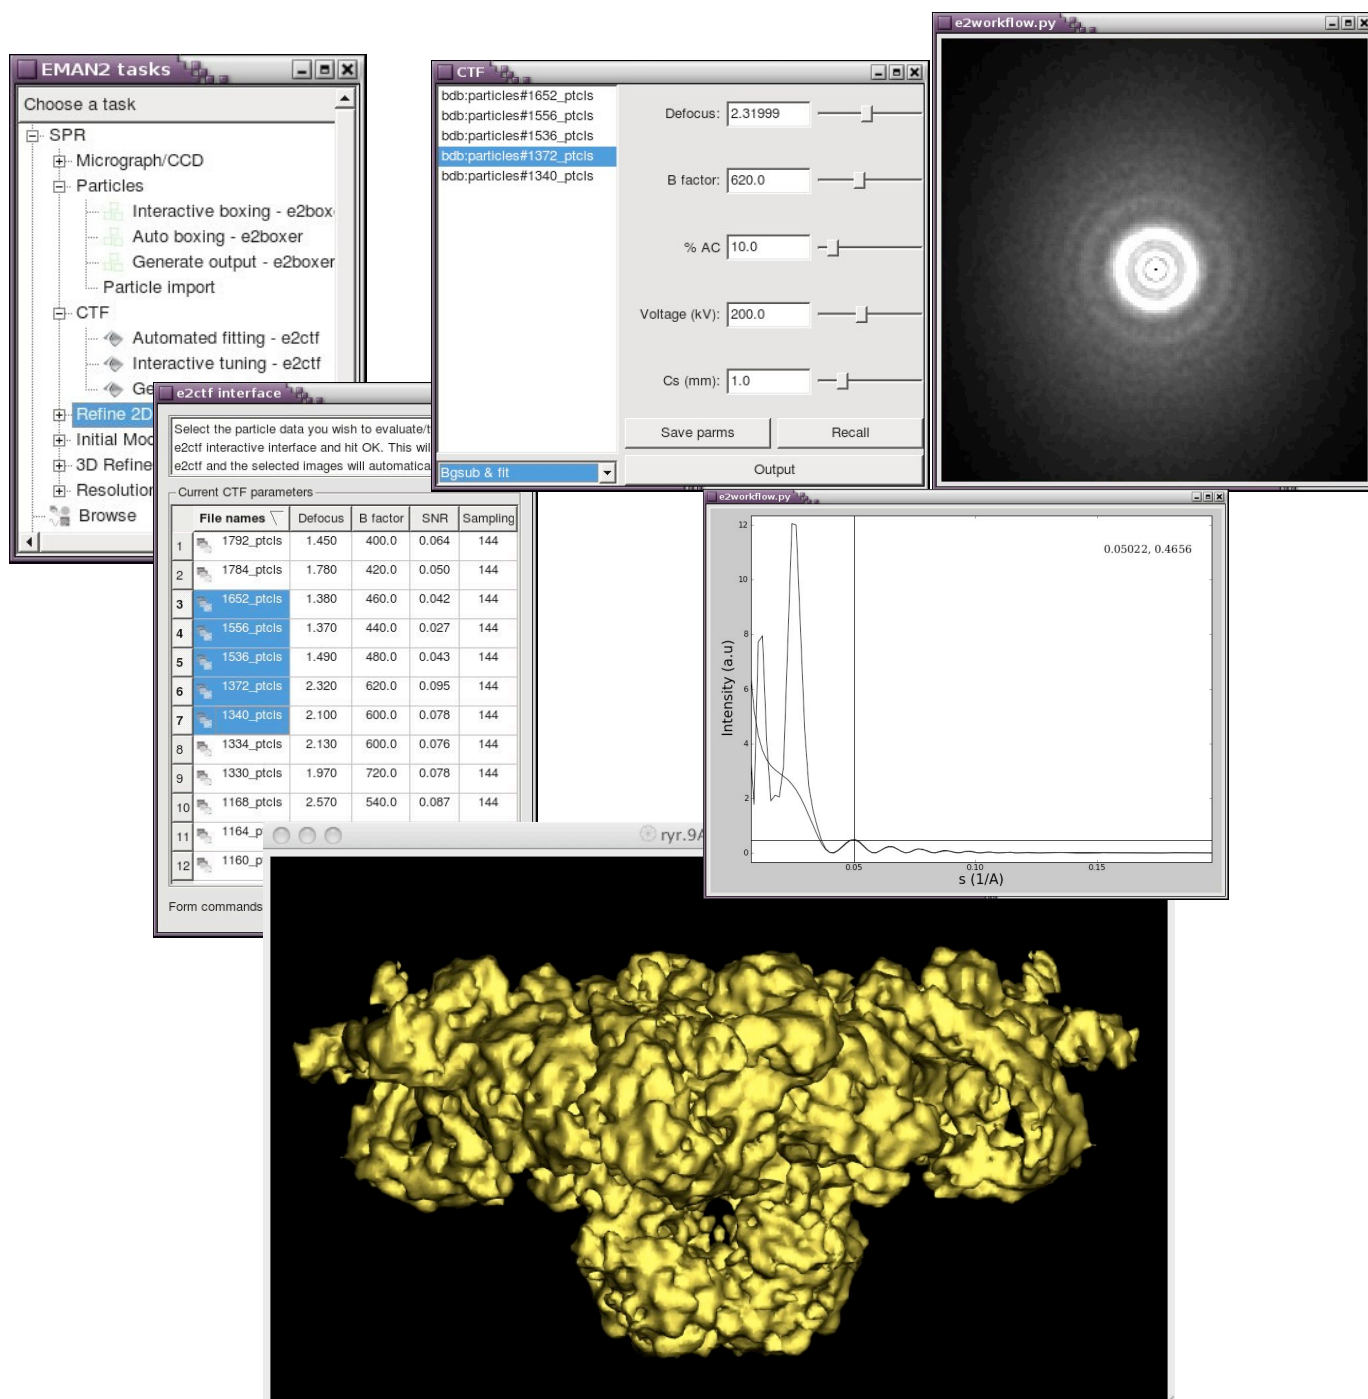 EMAN2 tasks
Choose a task
SPR
Micrograph/CCD
Particles
Interactive boxing - e2box
Auto boxing - e2boxer
Generate output - e2boxer
Particle import
CTF
Automated fitting - e2ctf
Interactive tuning - e2ctf
Ge
Refine 2D
Initial Mod
3D Refine
Resolution
Browse
e2ctf interface
Select the particle data you wish to evaluate/t
e2ctf interactive interface and hit OK. This wil
e2ctf and the selected images will automatica
Current CTF parameters
File names Defocus B factor SNR Sampling
1 1792_ptcls 1.450 400.0 0.064 144
2 1784_ptcls 1.780 420.0 0.050 144
3 1652_ptcls 1.380 460.0 0.042 144
4 1556_ptcls 1.370 440.0 0.027 144
5 1536_ptcls 1.490 480.0 0.043 144
6 1372_ptcls 2.320 620.0 0.095 144
7 1340_ptcls 2.100 600.0 0.078 144
8 1334_ptcls 2.130 600.0 0.076 144
9 1330_ptcls 1.970 720.0 0.078 144
10 1168_ptcls 2.570 540.0 0.087 144
11 1164_p
12 1160_p
Form commands
CTF
bdb:particles#1652_ptcls
bdb:particles#1556_ptcls
bdb:particles#1536_ptcls
bdb:particles#1372_ptcls
bdb:particles#1340_ptcls
Bgsub & fit
Defocus: 2.31999
B factor: 620.0
% AC 10.0
Voltage (kV): 200.0
Cs (mm): 1.0
Save parms Recall
Output
e2workflow.py
e2workflow.py
0.05022, 0.4656
12
10
8
6
4
2
0
Intensity (a.u)
0.05 0.10 0.15
s (1/A)
ryr.9A